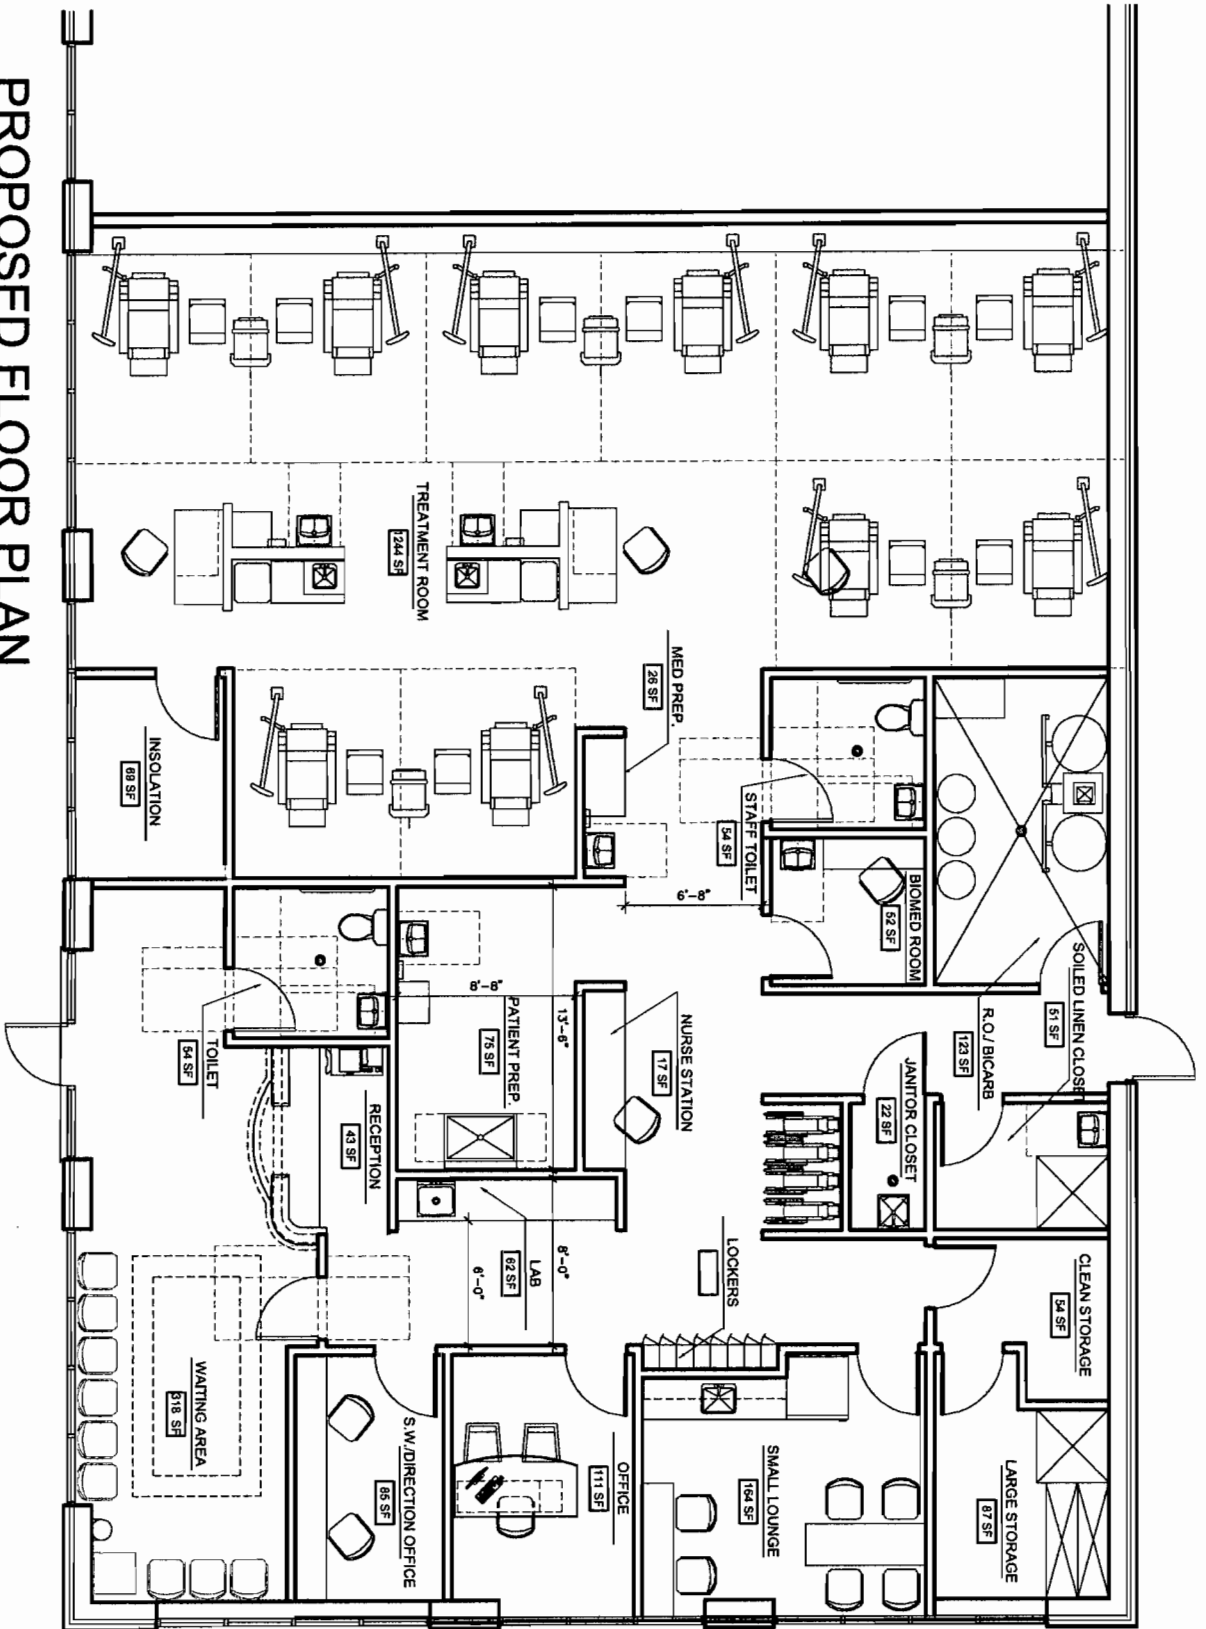 PROPOSED FLOOR PLAN
TREATMENT ROOM
1244 SF
MED PREP.
26 SF
INSOLATION
69 SF
STAFF TOILET
54 SF
BIOMED ROOM
52 SF
6'-8"
SOILED LINEN CLOSE
51 SF
R.O./ BICARB
123 SF
8'-8"
13'-6"
PATIENT PREP.
75 SF
NURSE STATION
17 SF
JANITOR CLOSET
22 SF
TOILET
54 SF
RECEPTION
43 SF
LAB
62 SF
8'-0"
6'-0"
LOCKERS
CLEAN STORAGE
54 SF
WAITING AREA
318 SF
S.W./DIRECTION OFFICE
85 SF
OFFICE
111 SF
SMALL LOUNGE
164 SF
LARGE STORAGE
87 SF